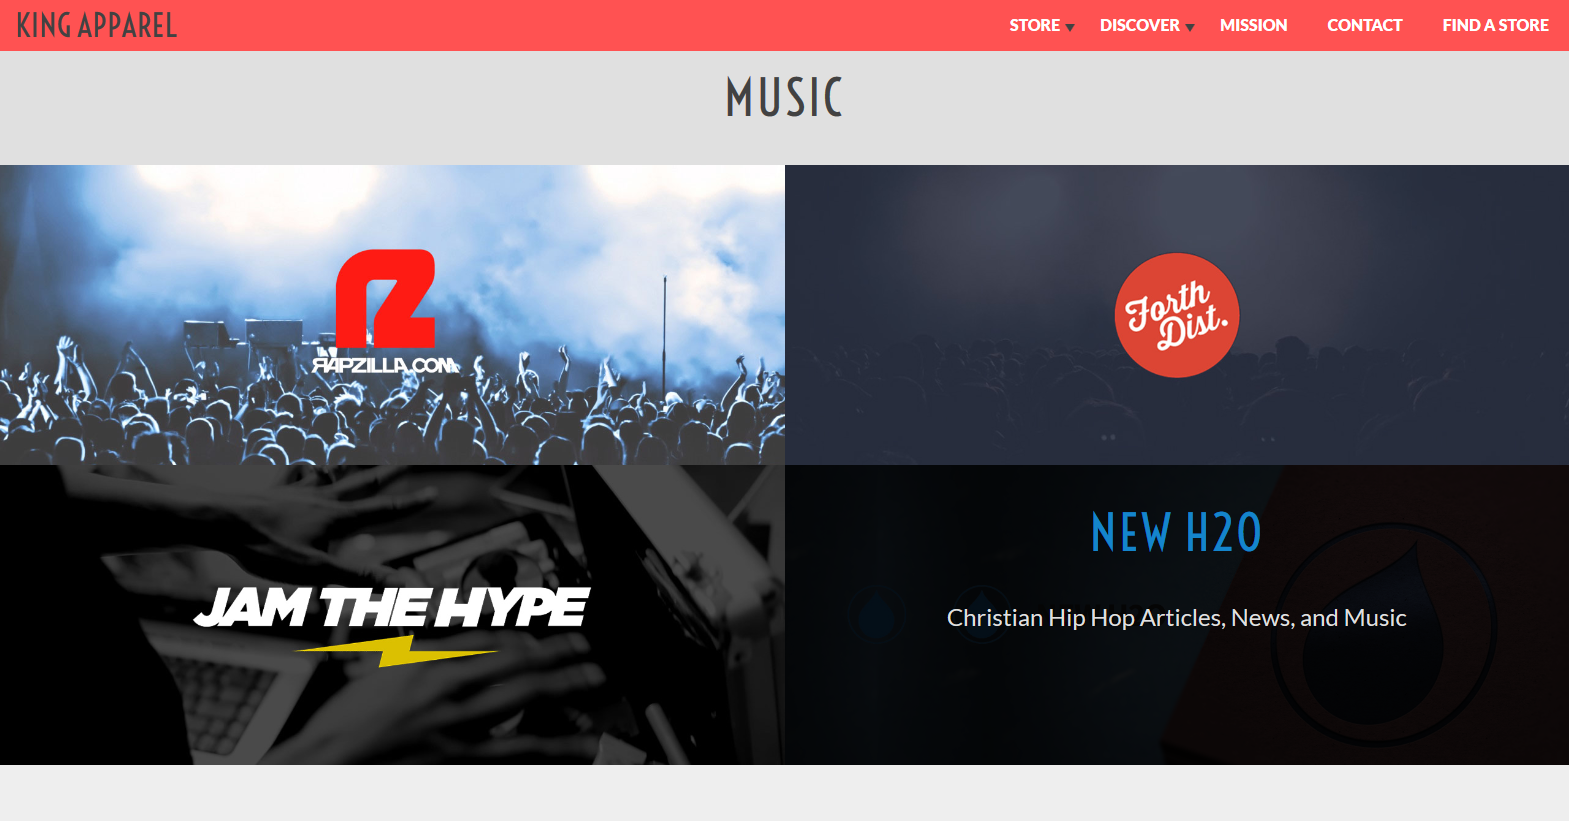 KING APPAREL
STORE DISCOVER MISSION CONTACT FIND A STORE
MUSIC
RAPZILLA.COM
Forth
Dist.
JAM THE HYPE
NEW H2O
Christian Hip Hop Articles, News, and Music